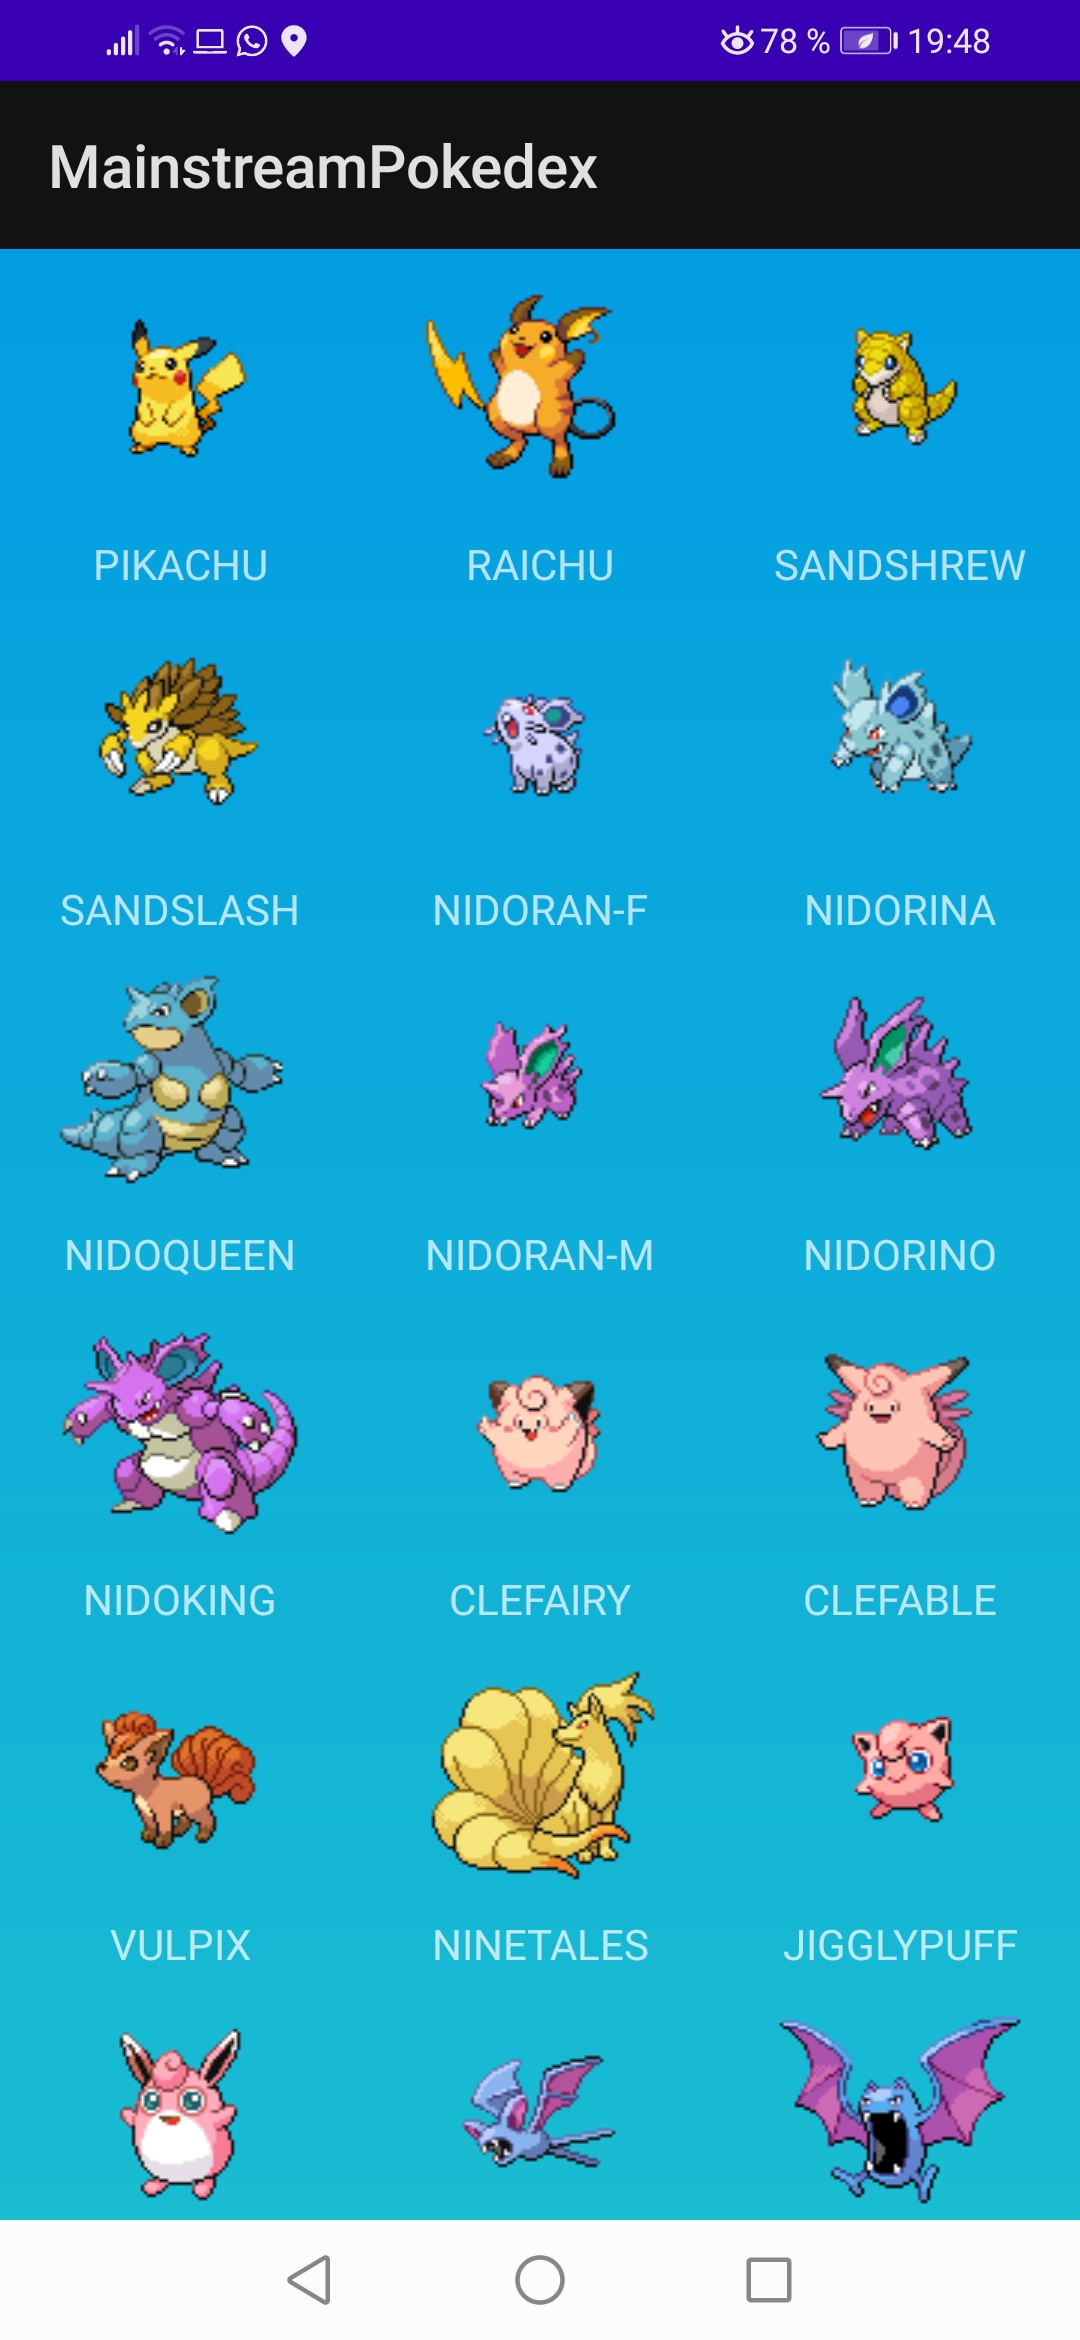 78 % 19:48
MainstreamPokedex
PIKACHU RAICHU SANDSHREW
SANDSLASH NIDORAN-F NIDORINA
NIDOQUEEN NIDORAN-M NIDORINO
NIDOKING CLEFAIRY CLEFABLE
VULPIX NINETALES JIGGLYPUFF